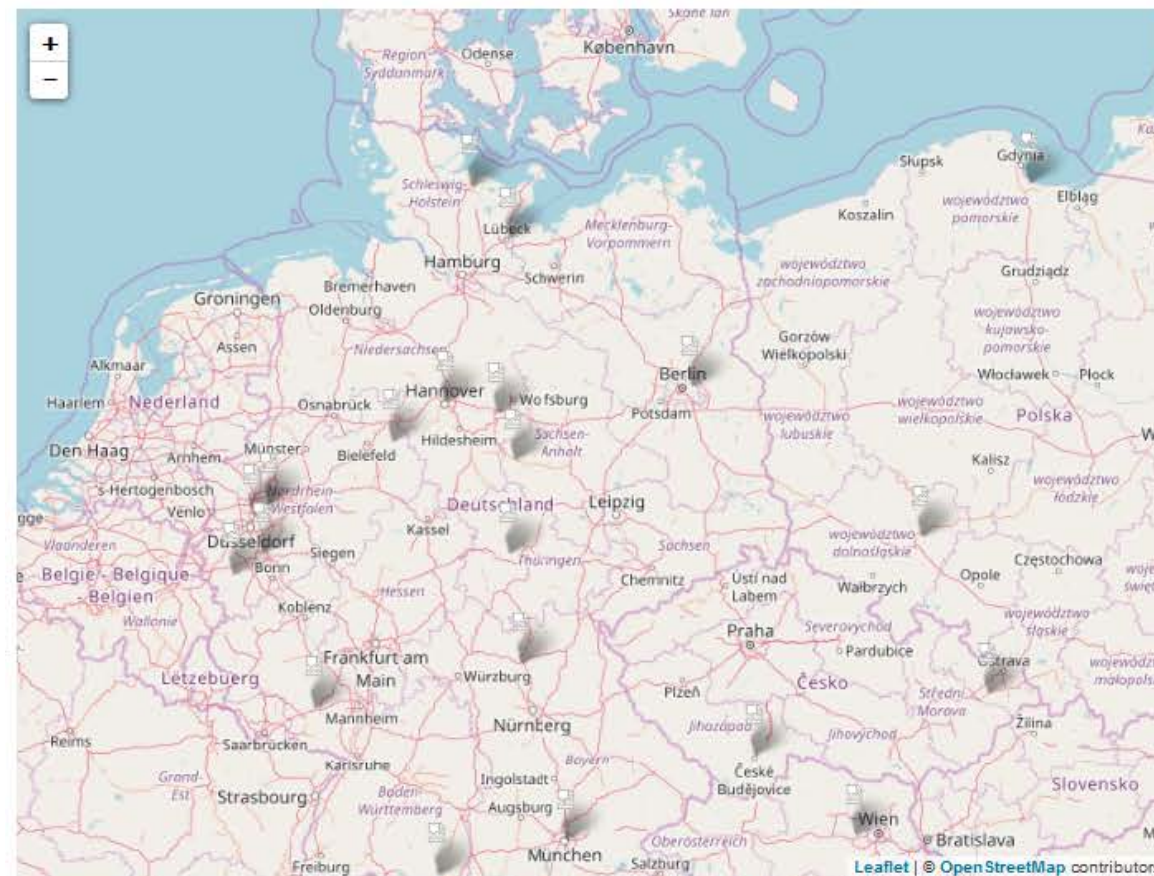 +
−
Skåne län
København
Odense
Region
Syddanmark
Słupsk
Gdynia
Elbląg
województwo
pomorskie
Koszalin
Schleswig-
Holstein
Lübeck
Mecklenburg-
Vorpommern
Hamburg
Schwerin
województwo
zachodniopomorskie
Grudziądz
Groningen
Bremerhaven
Oldenburg
Assen
województwo
kujawsko-
pomorskie
Gorzów
Wielkopolski
Niedersachsen
Alkmaar
Haarlem
Nederland
Hannover
Osnabrück
Wolfsburg
Berlin
Potsdam
Włocławek
Płock
województwo
wielkopolskie
Polska
województwo
lubuskie
Den Haag
Arnhem
Münster
Bielefeld
Hildesheim
Sachsen-
Anhalt
Kalisz
's-Hertogenbosch
Venlo
Nordrhein-
Westfalen
Deutschland
Leipzig
województwo
łódzkie
Kassel
Vlaanderen
Düsseldorf
Siegen
Thüringen
Sachsen
województwo
dolnośląskie
Częstochowa
België - Belgique
- Belgien
Bonn
Chemnitz
Ústí nad
Labem
Wałbrzych
Opole
Koblenz
Hessen
Wallonie
województwo
śląskie
Praha
Severovýchod
Pardubice
Ostrava
Lëtzebuerg
Frankfurt am
Main
Würzburg
Plzeň
Česko
Střední
Morava
Mannheim
Nürnberg
Jihozápad
Jihovýchod
Žilina
Reims
Saarbrücken
Karlsruhe
Grand-
Est
Strasbourg
Baden-
Württemberg
Ingolstadt
Bayern
Augsburg
České
Budějovice
Slovensko
Freiburg
München
Salzburg
Oberösterreich
Wien
Bratislava
Leaflet | © OpenStreetMap contributor